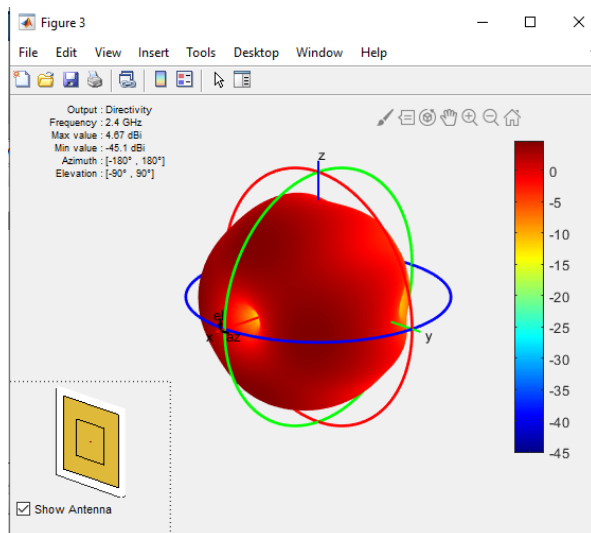 Figure 3
File Edit View Insert Tools Desktop Window Help
Output : Directivity
Frequency : 2.4 GHz
Max value : 4.67 dBi
Min value : -45.1 dBi
Azimuth : [-180° , 180°]
Elevation : [-90° , 90°]
z
0
-5
-10
-15
-20
-25
-30
-35
-40
-45
el
x az y
Show Antenna